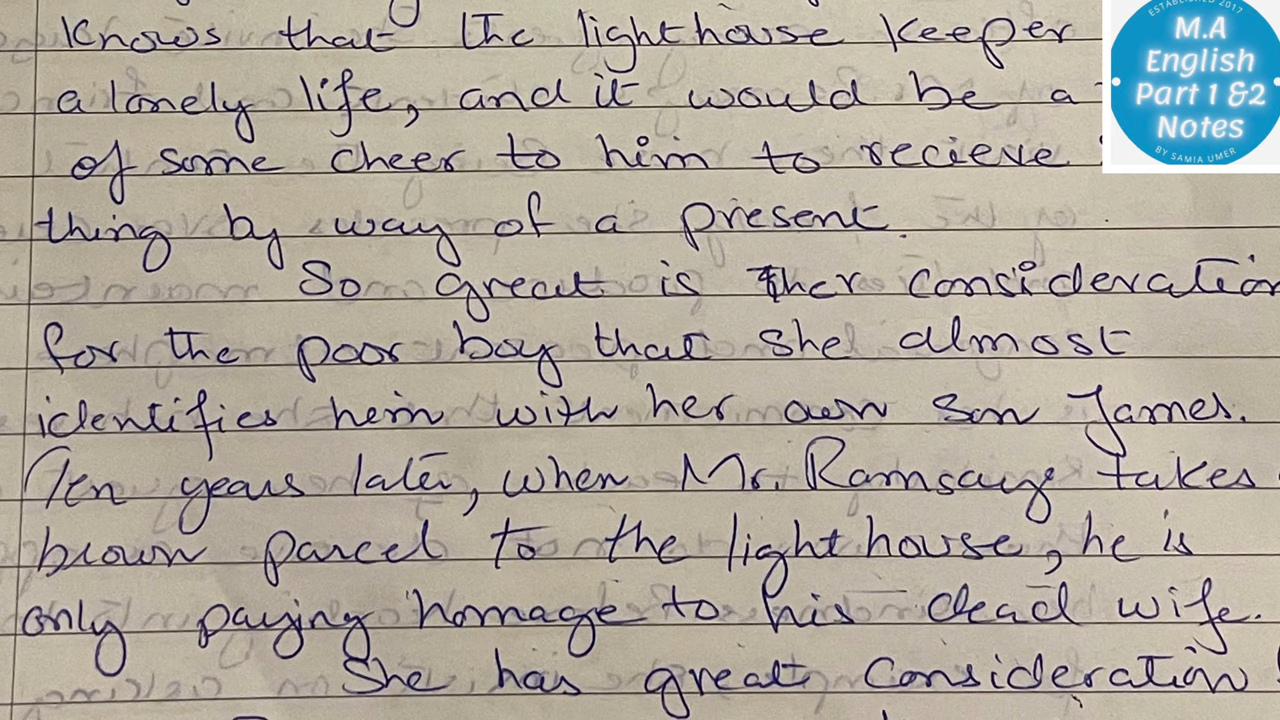 knows that the lighthouse keeper
a lonely life, and it would be a
of some cheer to him to recieve
thing by way of a present.
So great is her consideration
for the poor boy that she almost
identifies him with her own son James.
Ten years later, when Mr. Ramsay takes
brown parcel to the lighthouse, he is
only paying homage to his dead wife.
She has great consideration
ESTABLISHED 2017
M.A
English
Part 1 &2
Notes
BY SAMIA UMER